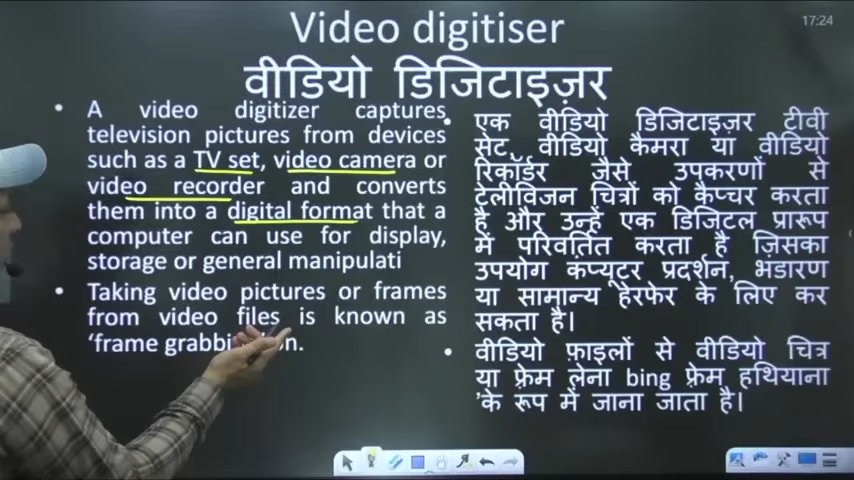 17:24
Video digitiser
वीडियो डिजिटाइज़र
• A video digitizer captures
television pictures from devices
such as a TV set, video camera or
video recorder and converts
them into a digital format that a
computer can use for display,
storage or general manipulati
• Taking video pictures or frames
from video files is known as
‘frame grabbi n.
• एक वीडियो डिजिटाइज़र टीवी
सेट, वीडियो कैमरा या वीडियो
रिकॉर्डर जैसे उपकरणों से
टेलीविजन चित्रों को कैप्चर करता
है और उन्हें एक डिजिटल प्रारूप
में परिवर्तित करता है जिसका
उपयोग कंप्यूटर प्रदर्शन, भंडारण
या सामान्य हेरफेर के लिए कर
सकता है।
• वीडियो फ़ाइलों से वीडियो चित्र
या फ़्रेम लेना bing फ़्रेम हथियाना
’के रूप में जाना जाता है।